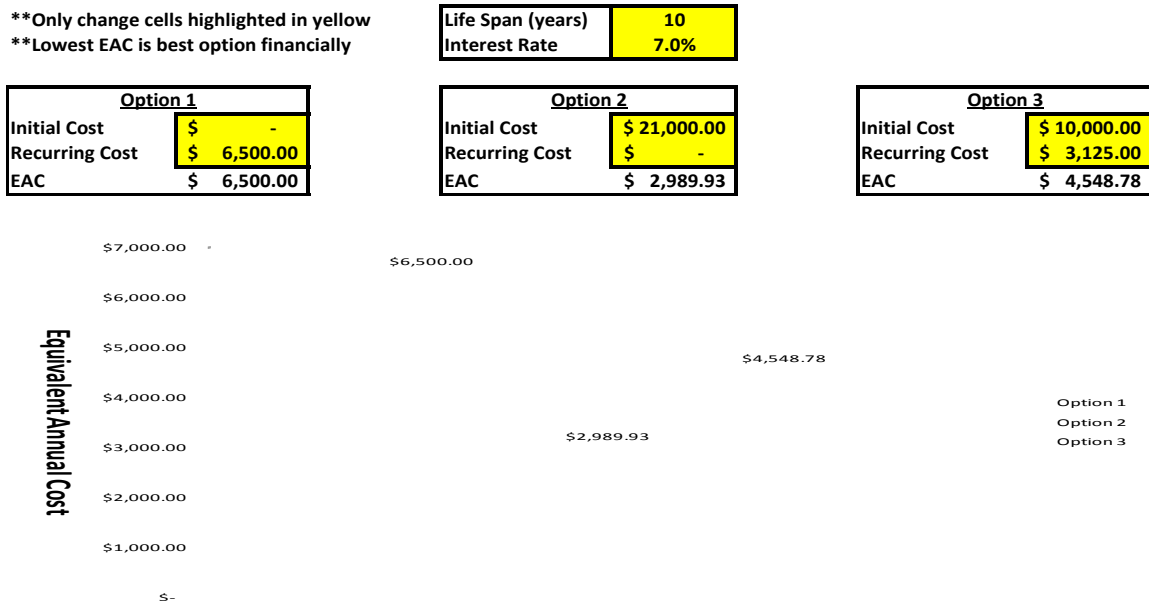 **Only change cells highlighted in yellow
**Lowest EAC is best option financially
Life Span (years) 10
Interest Rate 7.0%
Option 1
Initial Cost $ -
Recurring Cost $ 6,500.00
EAC $ 6,500.00
Option 2
Initial Cost $ 21,000.00
Recurring Cost $ -
EAC $ 2,989.93
Option 3
Initial Cost $ 10,000.00
Recurring Cost $ 3,125.00
EAC $ 4,548.78
Equivalent Annual Cost
$7,000.00
$6,000.00
$5,000.00
$4,000.00
$3,000.00
$2,000.00
$1,000.00
$-
$6,500.00
$2,989.93
$4,548.78
Option 1
Option 2
Option 3